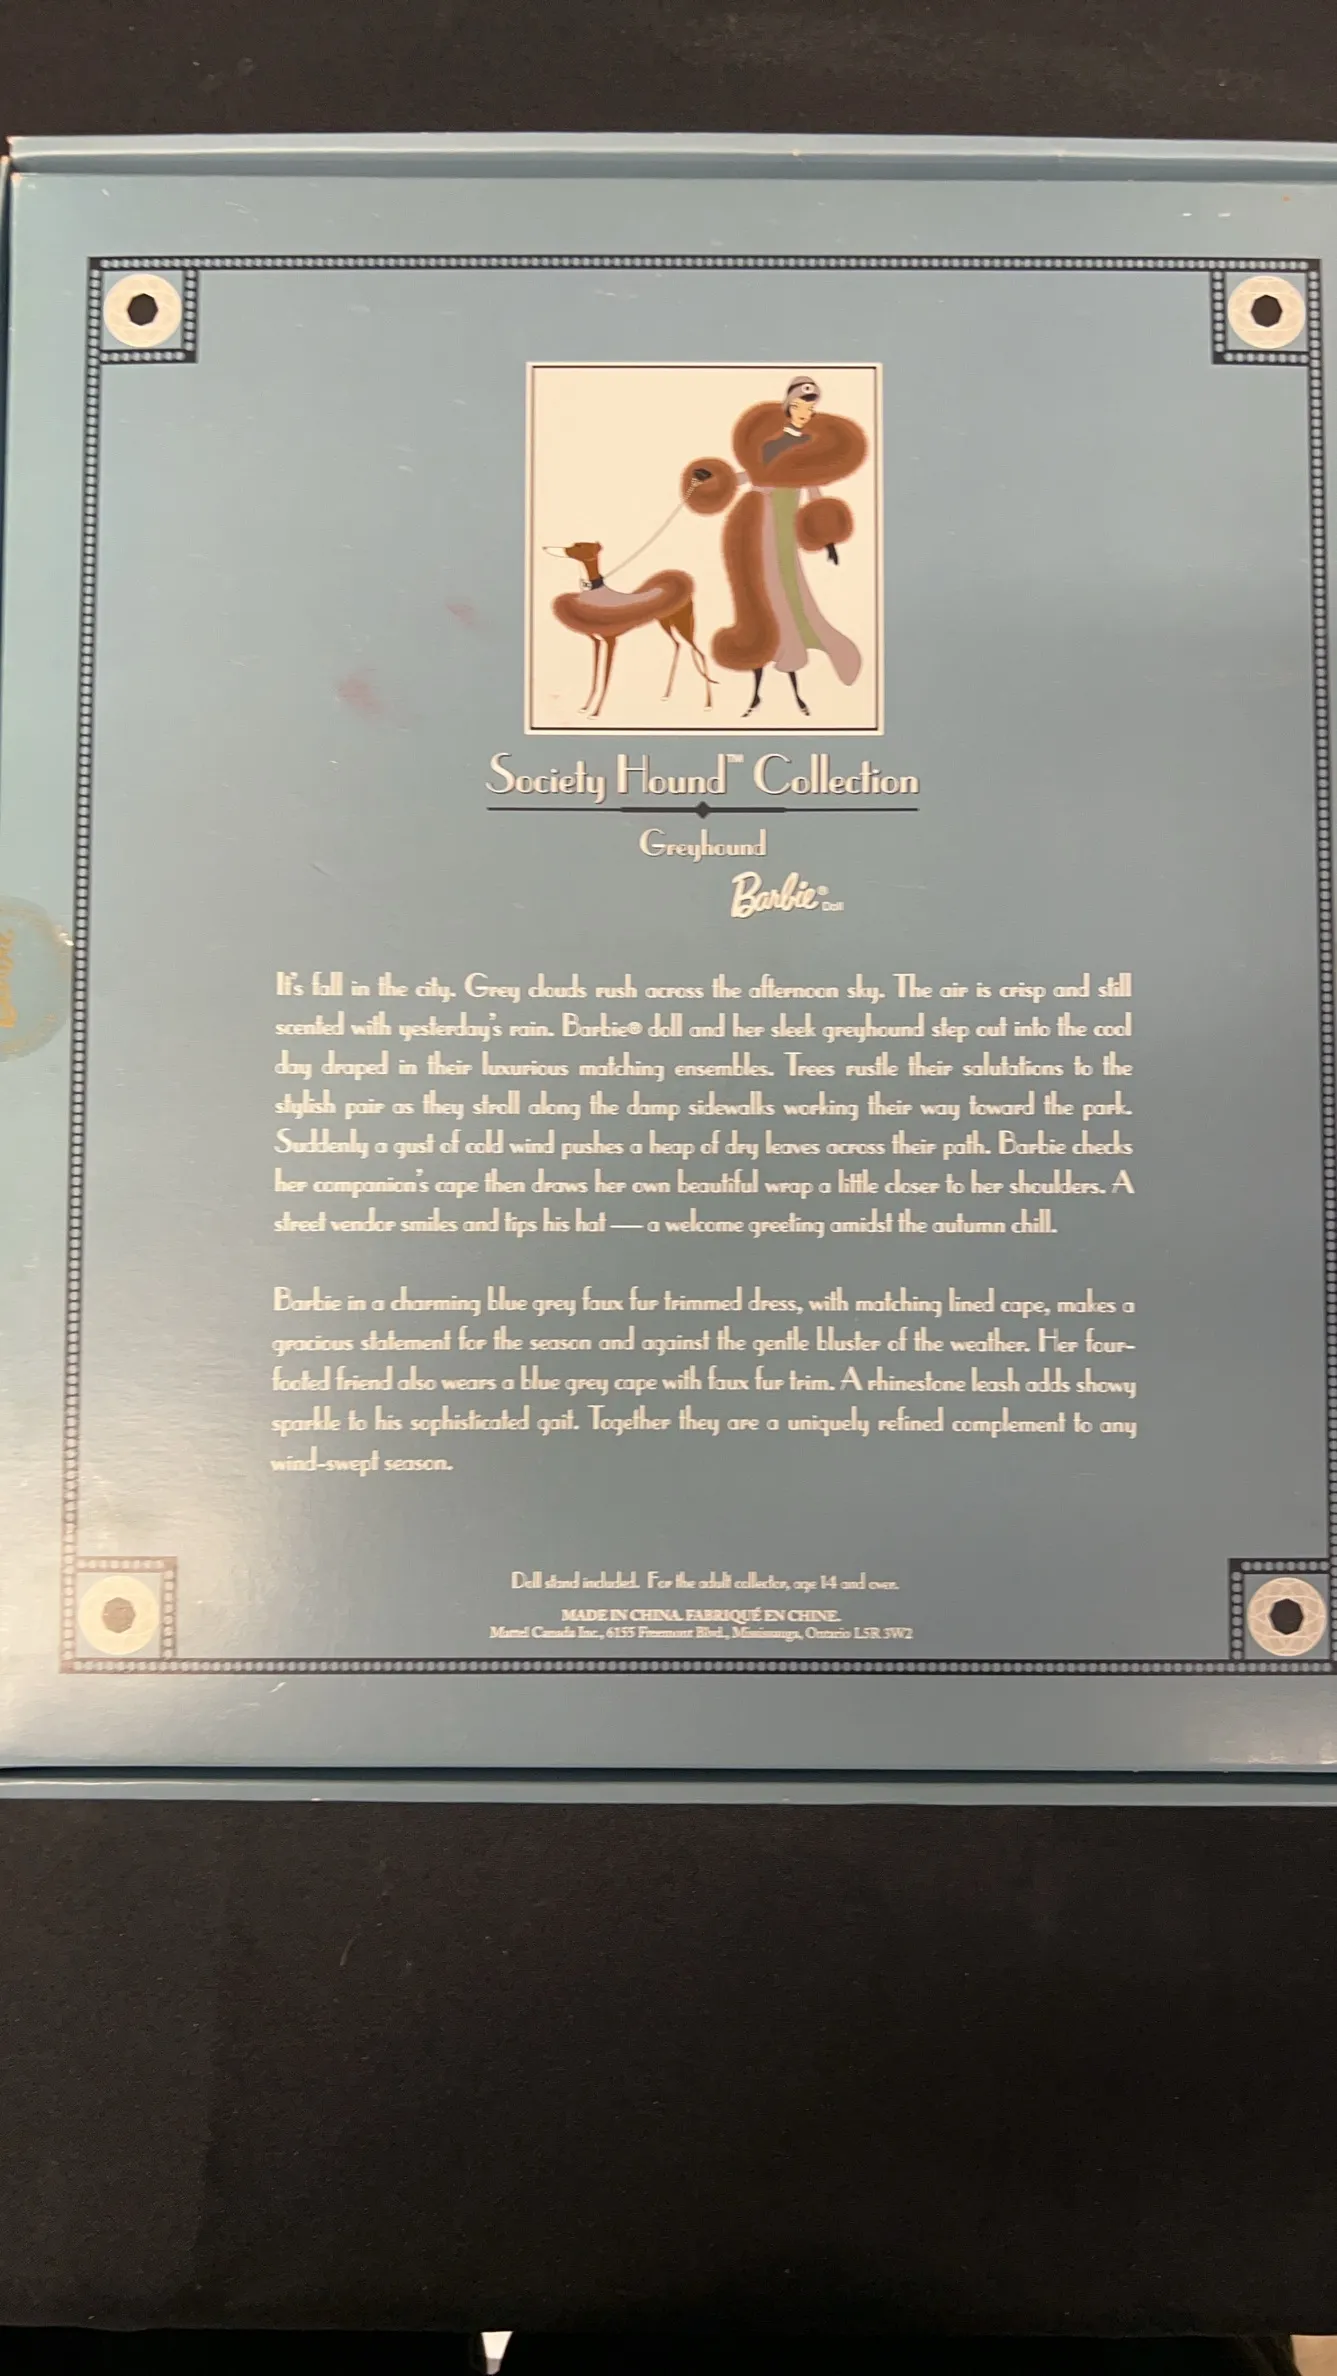 Society Hound™ Collection
Greyhound
Barbie® Doll
It's fall in the city. Grey clouds rush across the afternoon sky. The air is crisp and still
scented with yesterday's rain. Barbie® doll and her sleek greyhound step out into the cool
day draped in their luxurious matching ensembles. Trees rustle their salutations to the
stylish pair as they stroll along the damp sidewalks working their way toward the park.
Suddenly a gust of cold wind pushes a heap of dry leaves across their path. Barbie checks
her companion's cape then draws her own beautiful wrap a little closer to her shoulders. A
street vendor smiles and tips his hat — a welcome greeting amidst the autumn chill.
Barbie in a charming blue grey faux fur trimmed dress, with matching lined cape, makes a
gracious statement for the season and against the gentle bluster of the weather. Her four-
footed friend also wears a blue grey cape with faux fur trim. A rhinestone leash adds showy
sparkle to his sophisticated gait. Together they are a uniquely refined complement to any
wind-swept season.
Doll stand included. For the adult collector, age 14 and over.
MADE IN CHINA. FABRIQUÉ EN CHINE.
Mattel Canada Inc., 6155 Freemont Blvd., Mississauga, Ontario L5R 3W2